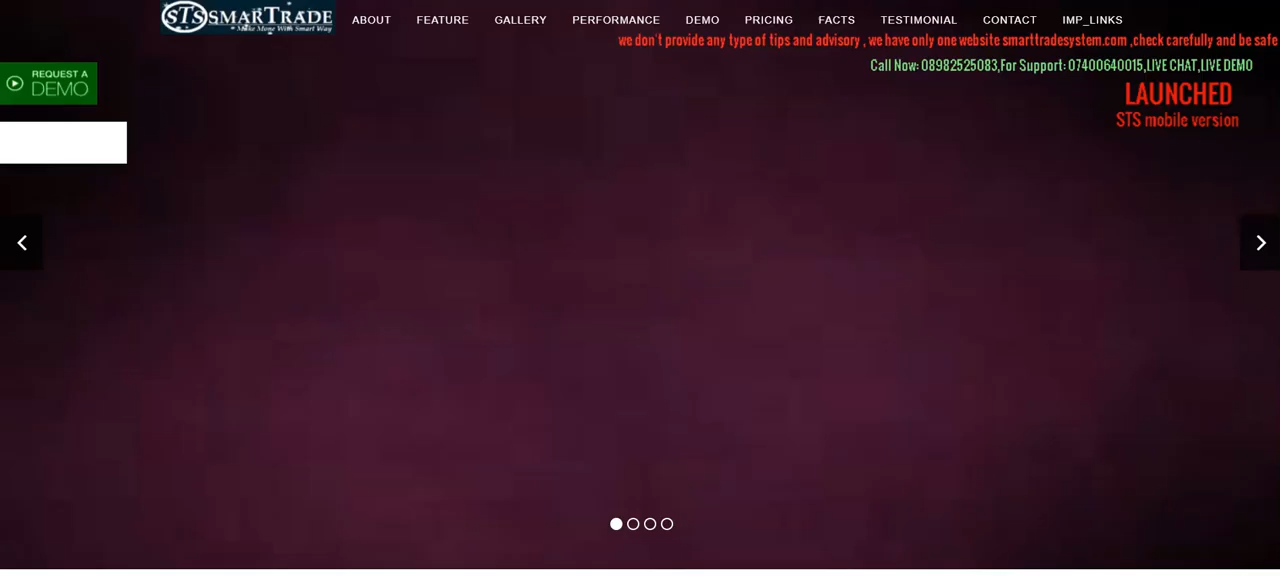 STS SMARTRADE
Make Mone With Smart Way
ABOUT FEATURE GALLERY PERFORMANCE DEMO PRICING FACTS TESTIMONIAL CONTACT IMP_LINKS
we don't provide any type of tips and advisory , we have only one website smarttradesystem.com ,check carefully and be safe
Call Now: 08982525083,For Support: 07400640015,LIVE CHAT,LIVE DEMO
REQUEST A
DEMO
LAUNCHED
STS mobile version